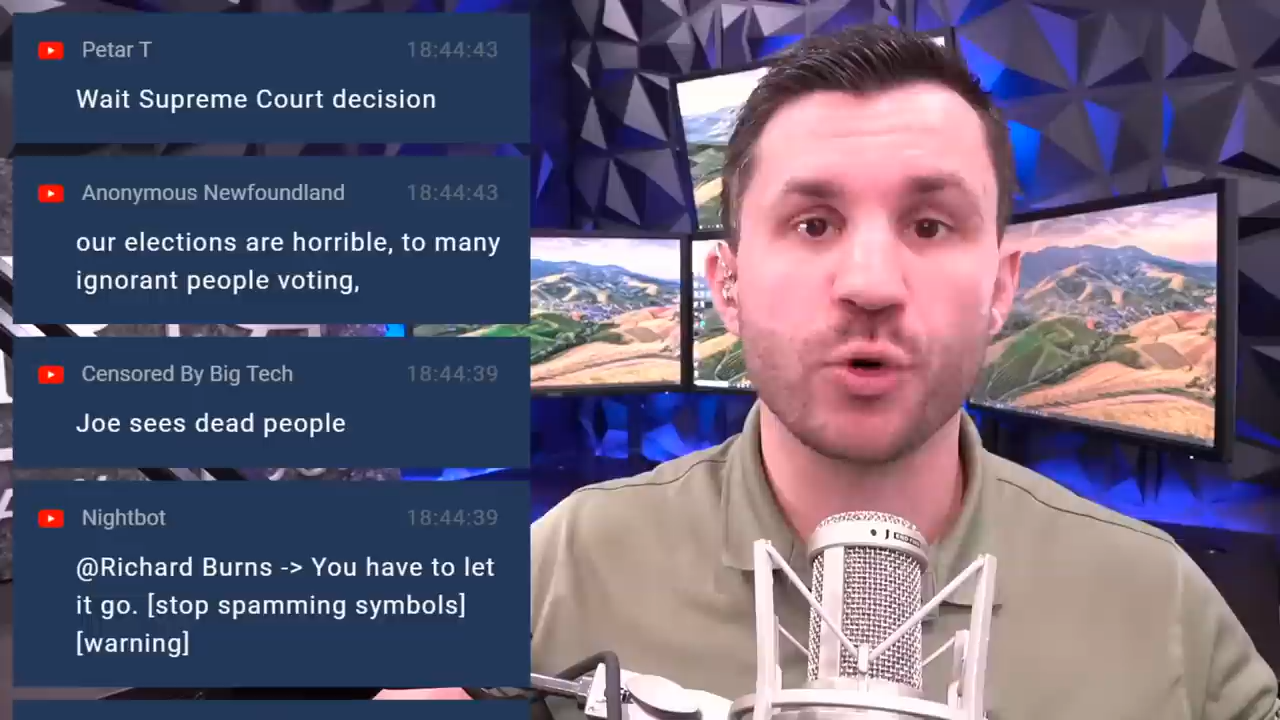 Petar T 18:44:43
Wait Supreme Court decision
Anonymous Newfoundland 18:44:43
our elections are horrible, to many
ignorant people voting,
Censored By Big Tech 18:44:39
Joe sees dead people
Nightbot 18:44:39
@Richard Burns -> You have to let
it go. [stop spamming symbols]
[warning]